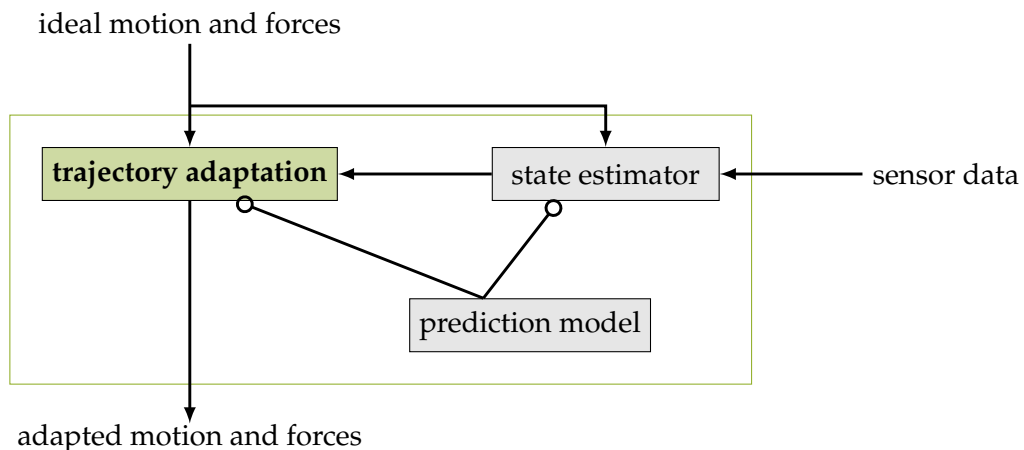 ideal motion and forces
trajectory adaptation
state estimator
sensor data
prediction model
adapted motion and forces